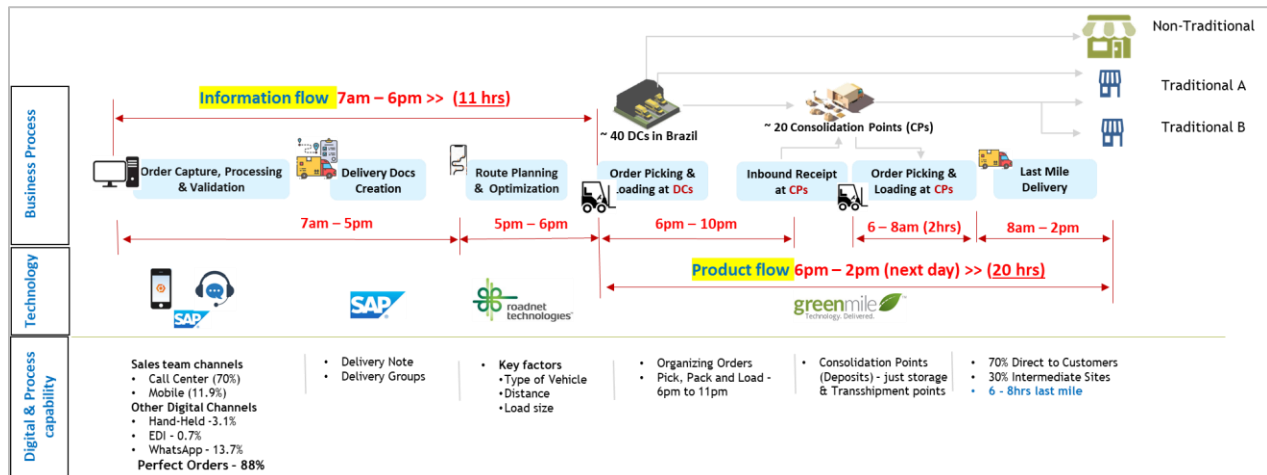 Non-Traditional
Traditional A
Traditional B
Information flow 7am – 6pm >> (11 hrs)
~ 40 DCs in Brazil
~ 20 Consolidation Points (CPs)
Business Process
Order Capture, Processing
& Validation
Delivery Docs
Creation
Route Planning
& Optimization
Order Picking &
Loading at DCs
Inbound Receipt
at CPs
Order Picking &
Loading at CPs
Last Mile
Delivery
7am – 5pm
5pm – 6pm
6pm – 10pm
6 – 8am (2hrs)
8am – 2pm
Technology
Product flow 6pm – 2pm (next day) >> (20 hrs)
SAP
SAP
roadnet
technologies
greenmile
Technology. Delivered.
Digital & Process
capability
Sales team channels
• Call Center (70%)
• Mobile (11.9%)
Other Digital Channels
• Hand-Held -3.1%
• EDI - 0.7%
• WhatsApp - 13.7%
Perfect Orders – 88%
• Delivery Note
• Delivery Groups
• Key factors
•Type of Vehicle
•Distance
•Load size
• Organizing Orders
• Pick, Pack and Load -
6pm to 11pm
• Consolidation Points
(Deposits) - just storage
& Transshipment points
• 70% Direct to Customers
• 30% Intermediate Sites
• 6 - 8hrs last mile